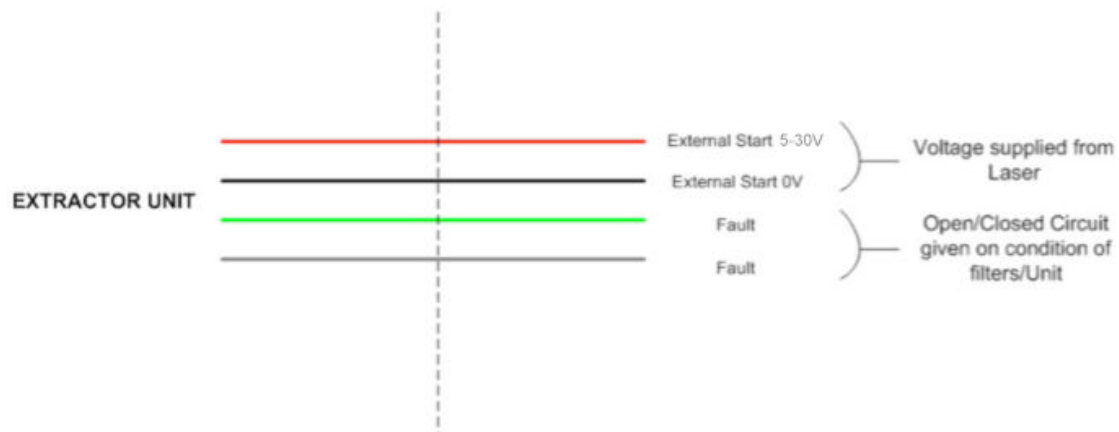 External Start 5-30V
Voltage supplied from
Laser
External Start 0V
EXTRACTOR UNIT
Fault
Open/Closed Circuit
given on condition of
filters/Unit
Fault